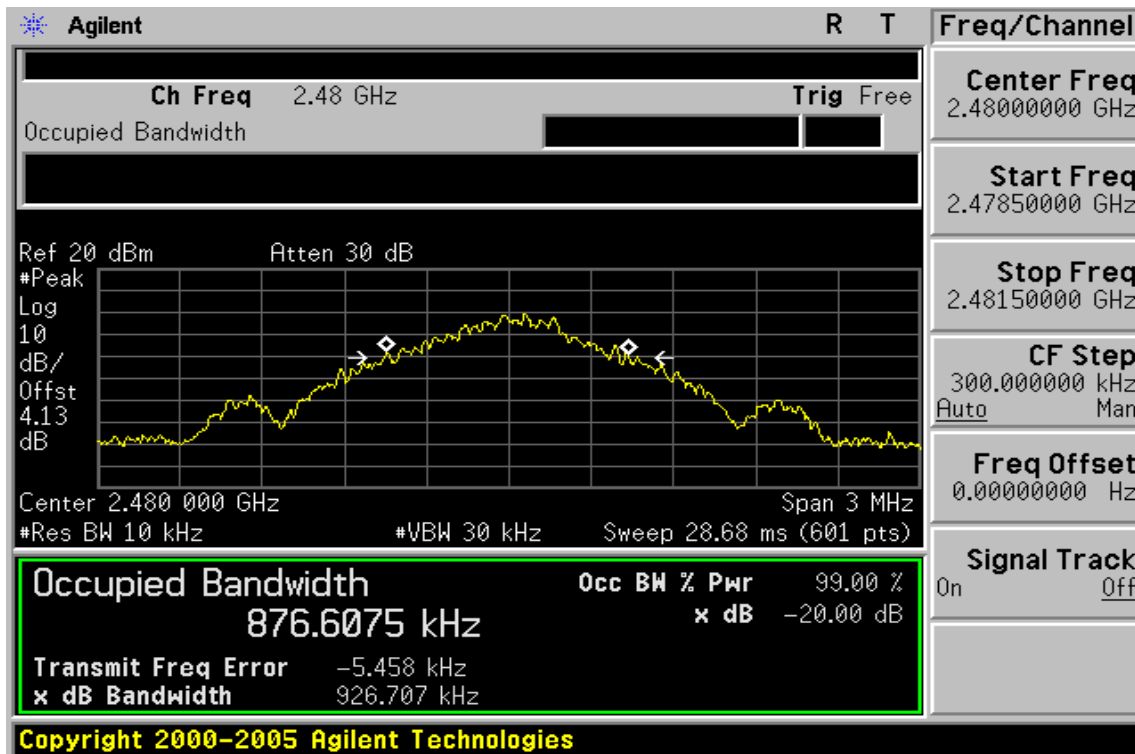 Agilent R T Freq/Channel
Ch Freq 2.48 GHz Trig Free
Occupied Bandwidth
Center Freq
2.48000000 GHz
Start Freq
2.47850000 GHz
Stop Freq
2.48150000 GHz
CF Step
300.000000 kHz
Auto Man
Freq Offset
0.00000000 Hz
Signal Track
On Off
Ref 20 dBm Atten 30 dB
#Peak
Log
10
dB/
Offst
4.13
dB
Center 2.480 000 GHz Span 3 MHz
#Res BW 10 kHz #VBW 30 kHz Sweep 28.68 ms (601 pts)
Occupied Bandwidth
876.6075 kHz
Occ BW % Pwr 99.00 %
x dB -20.00 dB
Transmit Freq Error -5.458 kHz
x dB Bandwidth 926.707 kHz
Copyright 2000-2005 Agilent Technologies